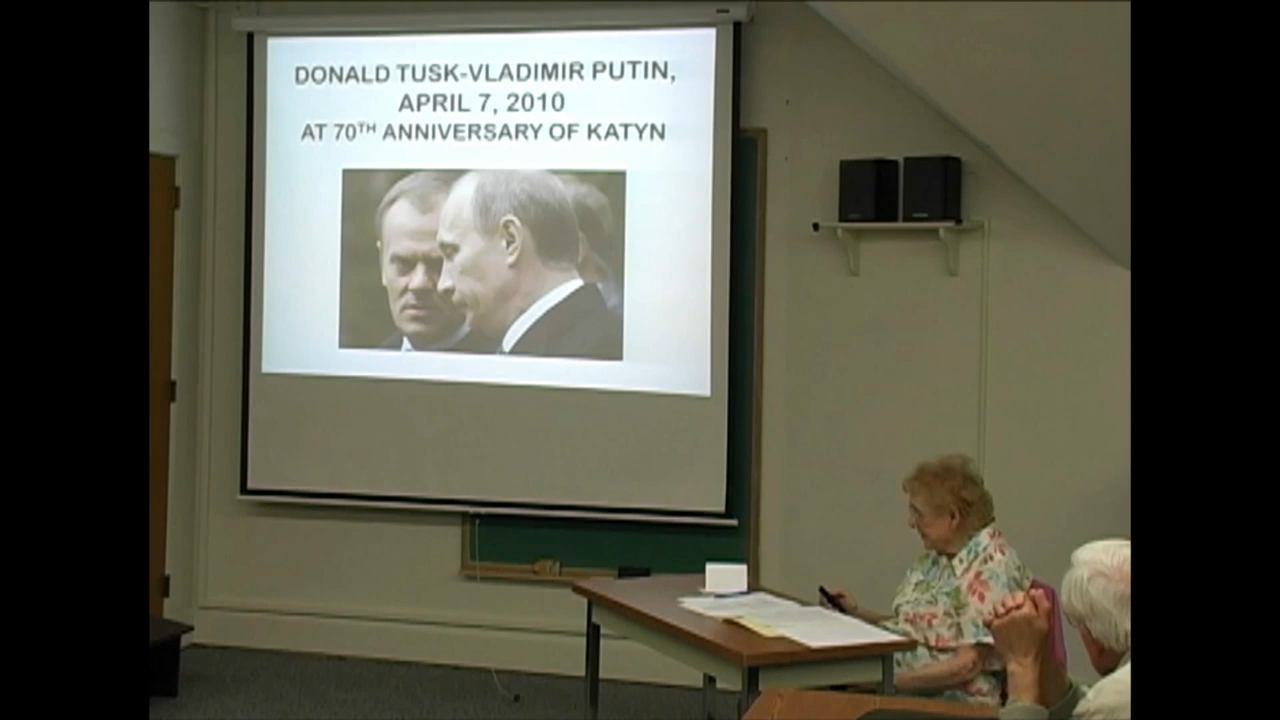 DONALD TUSK-VLADIMIR PUTIN,
APRIL 7, 2010
AT 70TH ANNIVERSARY OF KATYN